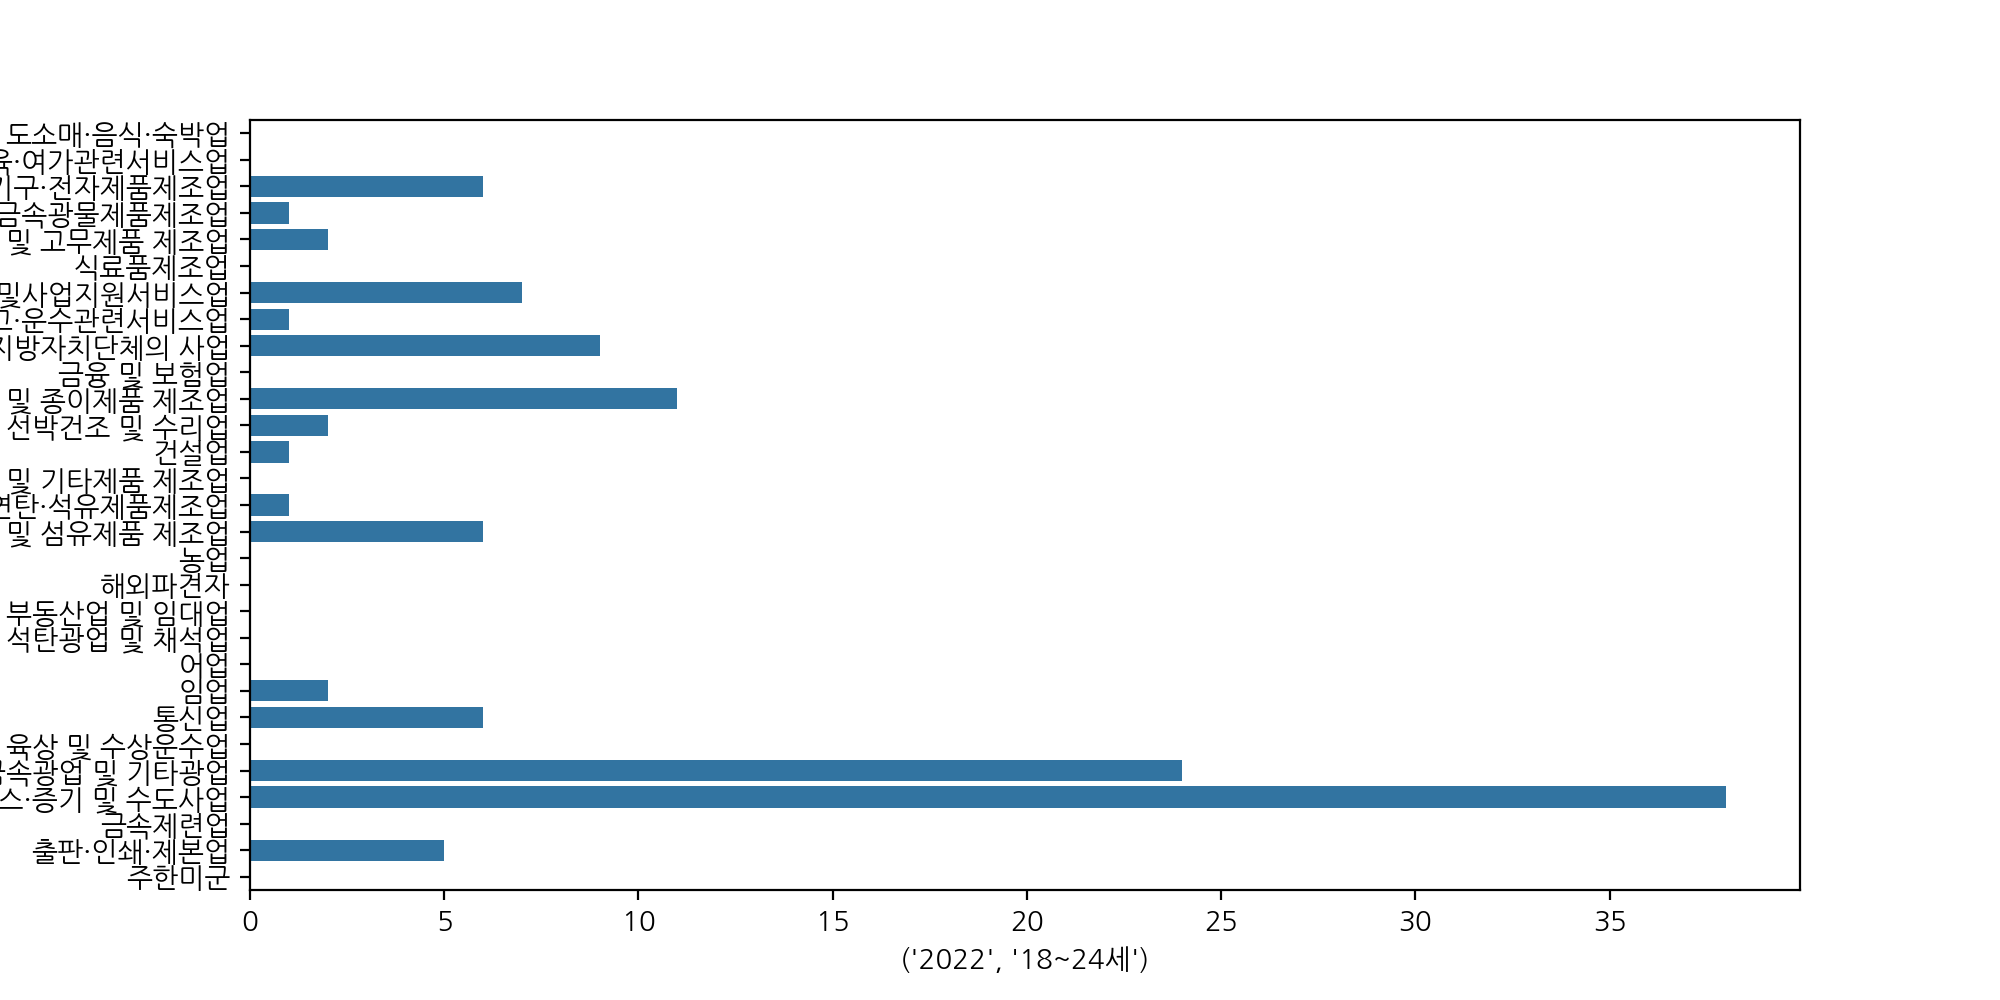 도소매·음식·숙박업
·여가관련서비스업
기구·전자제품제조업
금속광물제품제조업
및 고무제품 제조업
식료품제조업
및사업지원서비스업
·운수관련서비스업
지방자치단체의 사업
금융 및 보험업
및 종이제품 제조업
선박건조 및 수리업
건설업
및 기타제품 제조업
연탄·석유제품제조업
및 섬유제품 제조업
농업
해외파견자
부동산업 및 임대업
석탄광업 및 채석업
어업
임업
통신업
육상 및 수상운수업
금속광업 및 기타광업
스·증기 및 수도사업
금속제련업
출판·인쇄·제본업
주한미군
0 5 10 15 20 25 30 35
('2022', '18~24세')